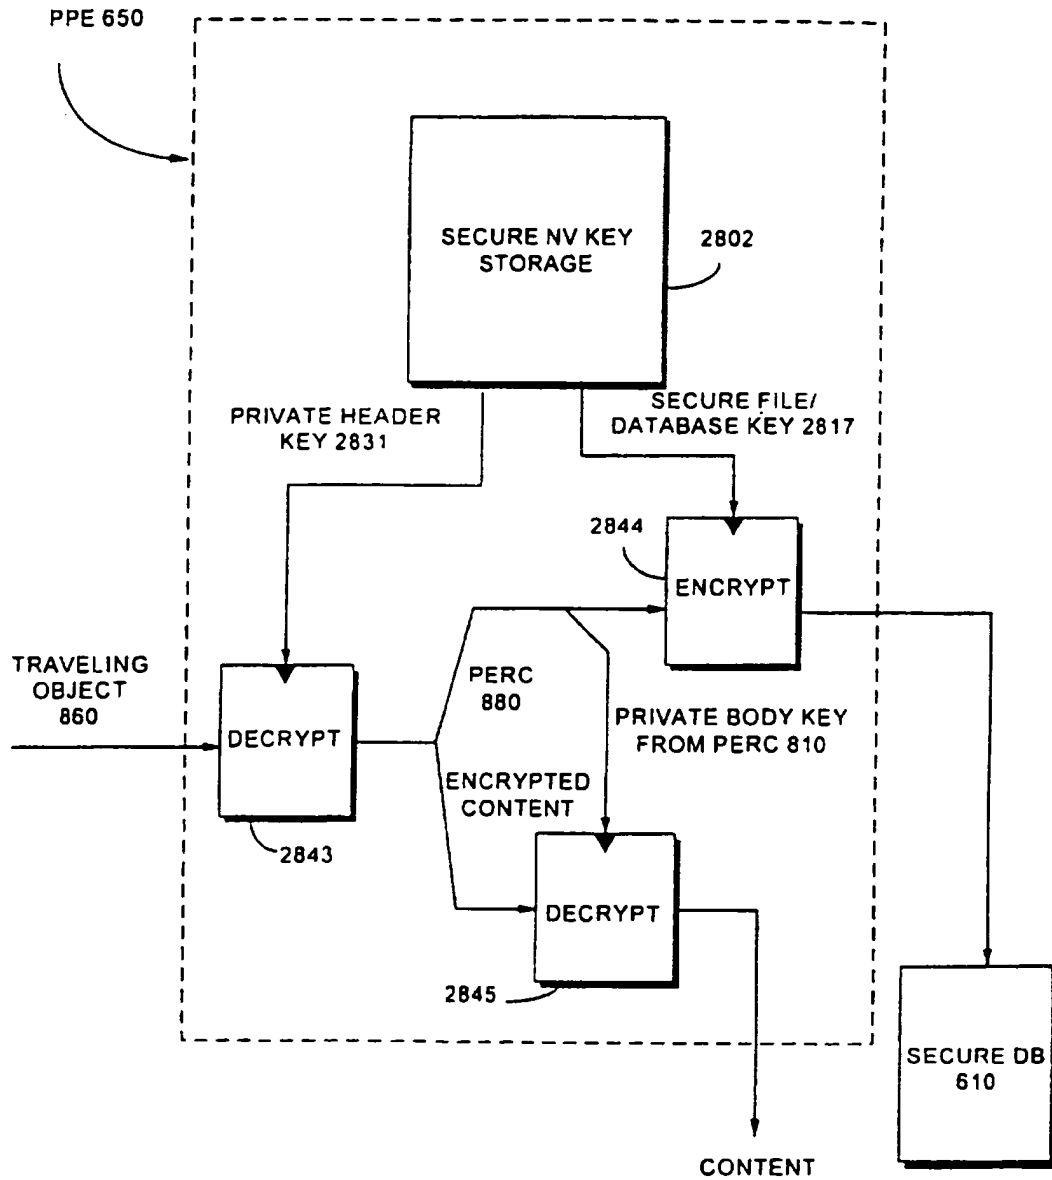 PPE 650
SECURE NV KEY
STORAGE
2802
PRIVATE HEADER
KEY 2831
SECURE FILE/
DATABASE KEY 2817
2844
ENCRYPT
TRAVELING
OBJECT
860
DECRYPT
PERC
880
PRIVATE BODY KEY
FROM PERC 810
ENCRYPTED
CONTENT
2843
DECRYPT
2845
SECURE DB
610
CONTENT